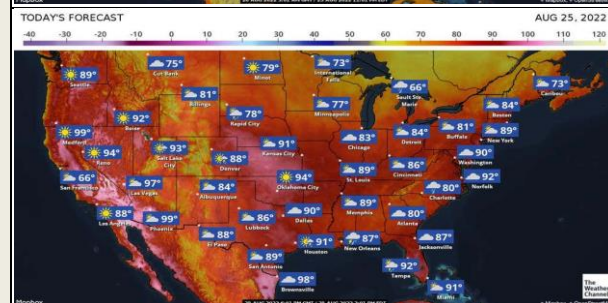 TODAY'S FORECAST
AUG 25, 2022
-40 -30 -20 -10 0 10 20 30 40 50 60 70 80 90 100 110
89°
Seattle
75°
Cut Bank
79°
Minot
73°
International
Falls
66°
Sault Ste.
Marie
73°
Caribou
81°
Billings
78°
Rapid City
77°
Minneapolis
84°
Boston
92°
Boise
99°
Medford
94°
Reno
93°
Salt Lake
City
88°
Denver
91°
Kansas City
83°
Chicago
84°
Detroit
81°
Buffalo
89°
New York
90°
Washington
66°
San Francisco
97°
Las Vegas
84°
Albuquerque
94°
Oklahoma City
89°
St. Louis
86°
Cincinnati
92°
Norfolk
80°
Charlotte
88°
Los Angeles
99°
Phoenix
88°
El Paso
86°
Lubbock
90°
Dallas
89°
Memphis
80°
Atlanta
89°
San Antonio
91°
Houston
87°
New Orleans
87°
Jacksonville
98°
Brownsville
92°
Tampa
91°
Miami
The
Weather
Channel
Mapbox